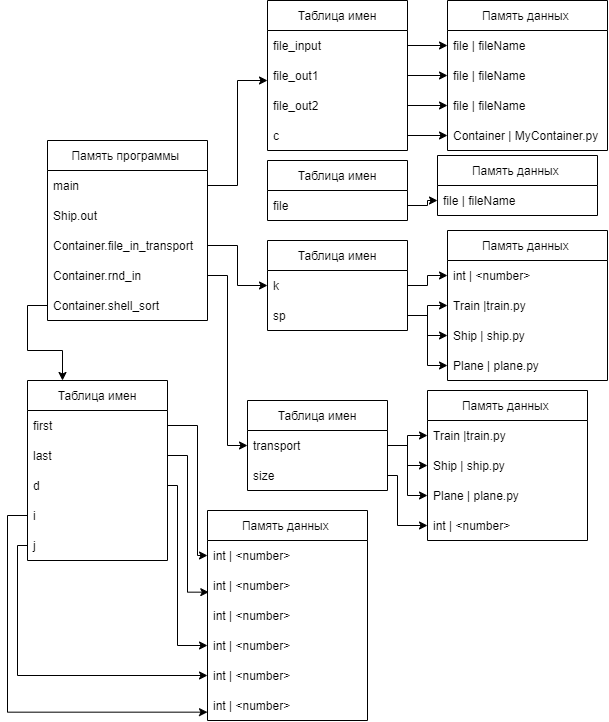 Таблица имен
file_input
file_out1
file_out2
c
Память данных
file | fileName
file | fileName
file | fileName
Container | MyContainer.py
Память программы
main
Ship.out
Container.file_in_transport
Container.rnd_in
Container.shell_sort
Таблица имен
file
Память данных
file | fileName
Таблица имен
k
sp
Память данных
int | <number>
Train |train.py
Ship | ship.py
Plane | plane.py
Таблица имен
first
last
d
i
j
Таблица имен
transport
size
Память данных
Train |train.py
Ship | ship.py
Plane | plane.py
int | <number>
Память данных
int | <number>
int | <number>
int | <number>
int | <number>
int | <number>
int | <number>